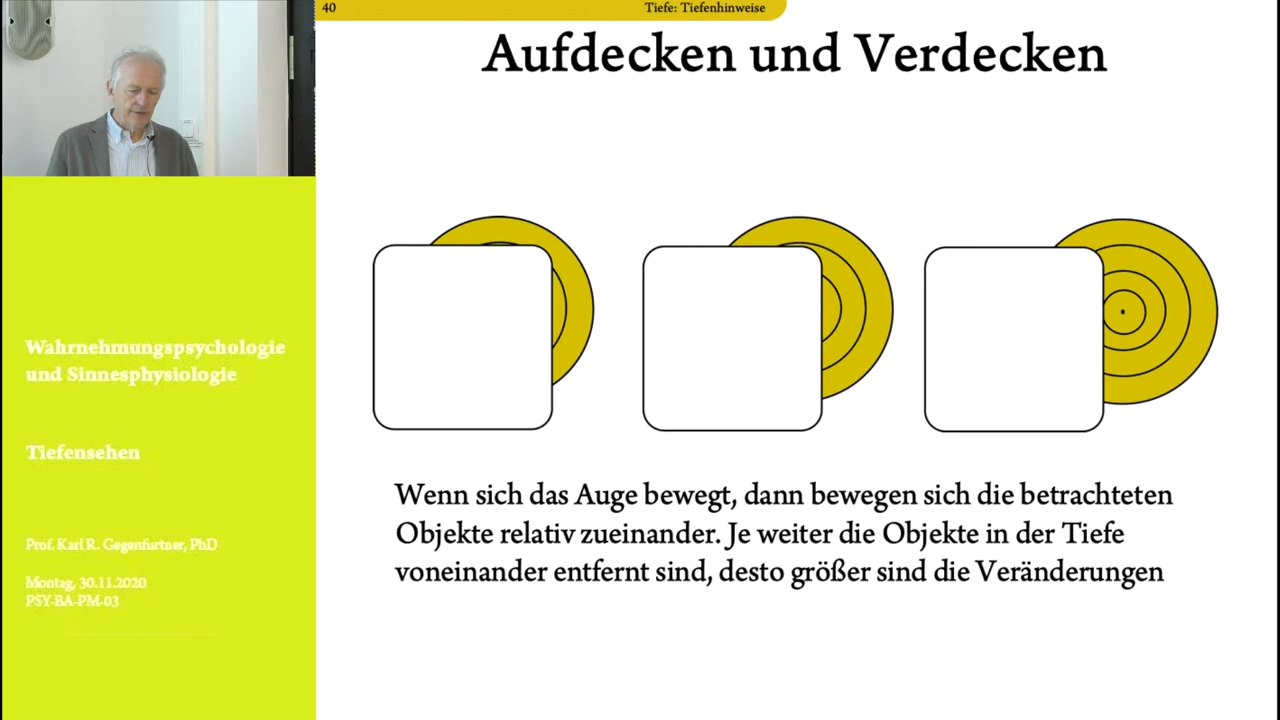 40
Tiefe: Tiefenhinweise
Aufdecken und Verdecken
Wahrnehmungspsychologie
und Sinnesphysiologie
Tiefensehen
Prof. Karl R. Gegenfurtner, PhD
Montag, 30.11.2020
PSY-BA-PM-03
Wenn sich das Auge bewegt, dann bewegen sich die betrachteten
Objekte relativ zueinander. Je weiter die Objekte in der Tiefe
voneinander entfernt sind, desto größer sind die Veränderungen